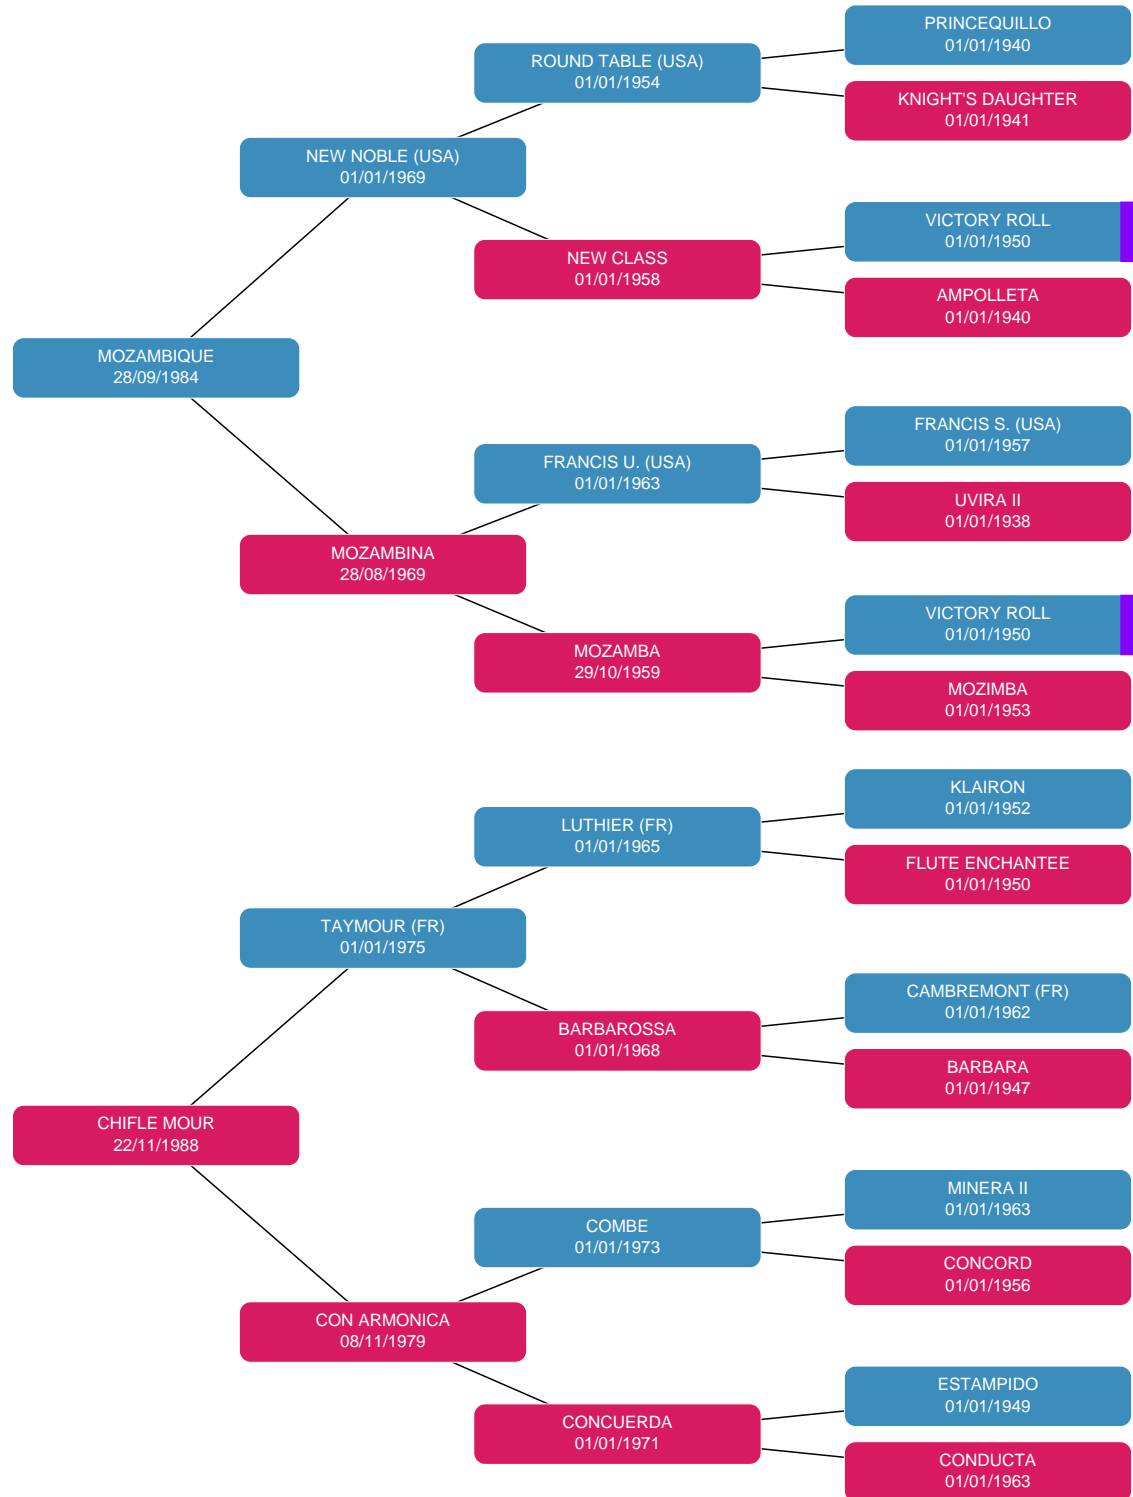 PRINCEQUILLO
01/01/1940
ROUND TABLE (USA)
01/01/1954
KNIGHT'S DAUGHTER
01/01/1941
NEW NOBLE (USA)
01/01/1969
VICTORY ROLL
01/01/1950
NEW CLASS
01/01/1958
AMPOLLETA
01/01/1940
MOZAMBIQUE
28/09/1984
FRANCIS S. (USA)
01/01/1957
FRANCIS U. (USA)
01/01/1963
UVIRA II
01/01/1938
MOZAMBINA
28/08/1969
VICTORY ROLL
01/01/1950
MOZAMBA
29/10/1959
MOZIMBA
01/01/1953
KLAIRON
01/01/1952
LUTHIER (FR)
01/01/1965
FLUTE ENCHANTEE
01/01/1950
TAYMOUR (FR)
01/01/1975
CAMBREMONT (FR)
01/01/1962
BARBAROSSA
01/01/1968
BARBARA
01/01/1947
CHIFLE MOUR
22/11/1988
MINERA II
01/01/1963
COMBE
01/01/1973
CONCORD
01/01/1956
CON ARMONICA
08/11/1979
ESTAMPIDO
01/01/1949
CONCUERDA
01/01/1971
CONDUCTA
01/01/1963